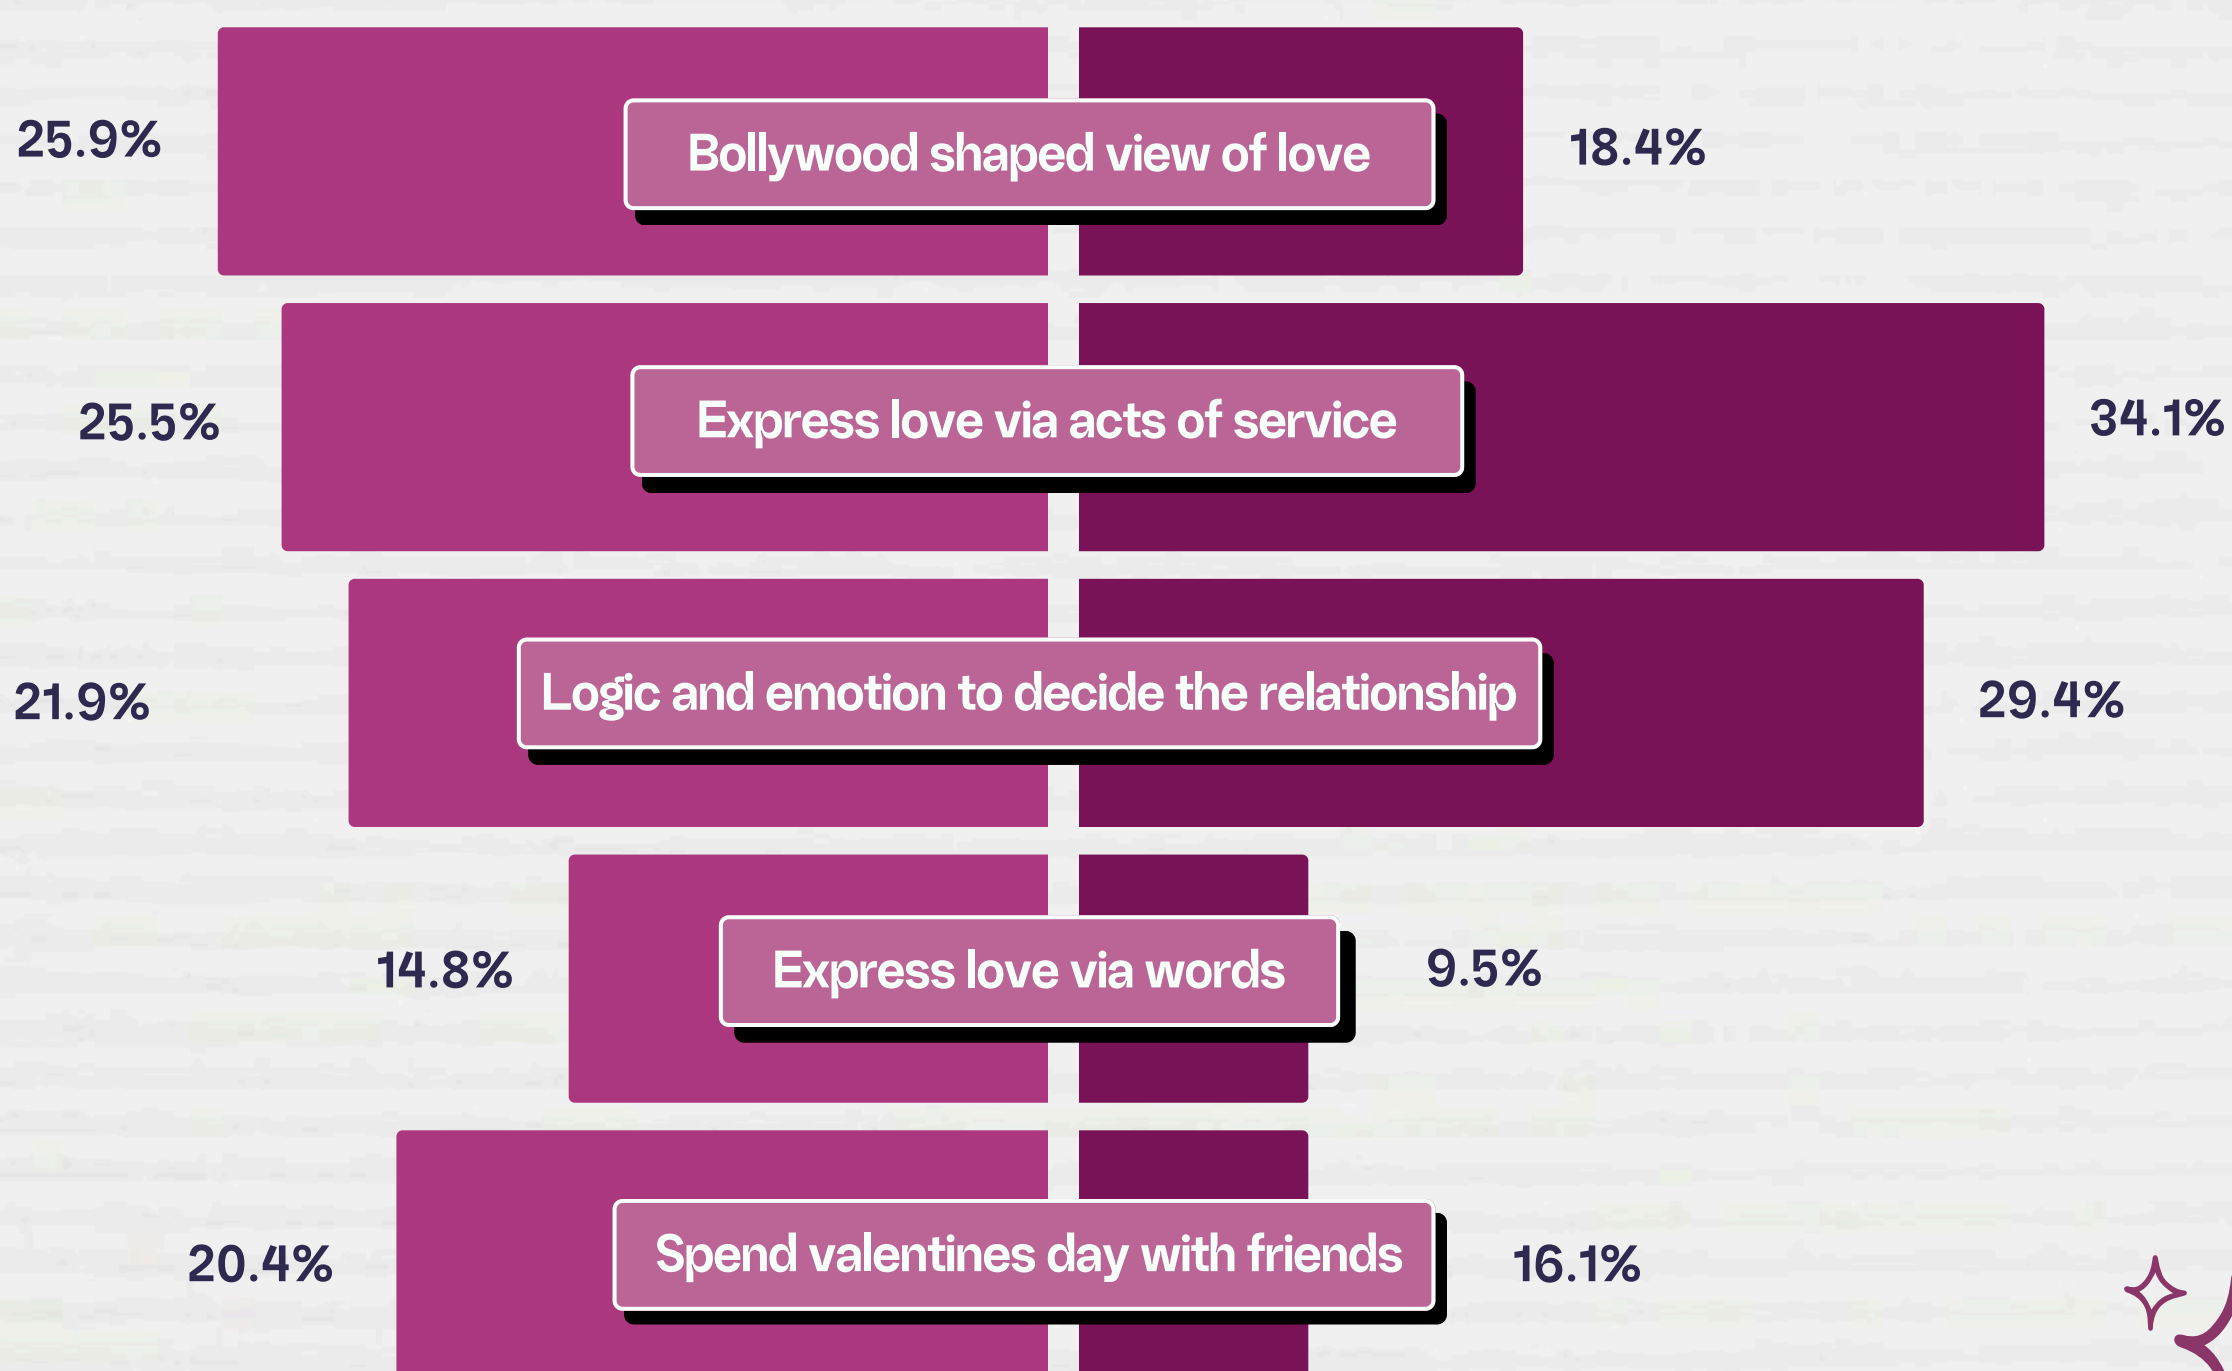 25.9% Bollywood shaped view of love 18.4%
25.5% Express love via acts of service 34.1%
21.9% Logic and emotion to decide the relationship 29.4%
14.8% Express love via words 9.5%
20.4% Spend valentines day with friends 16.1%